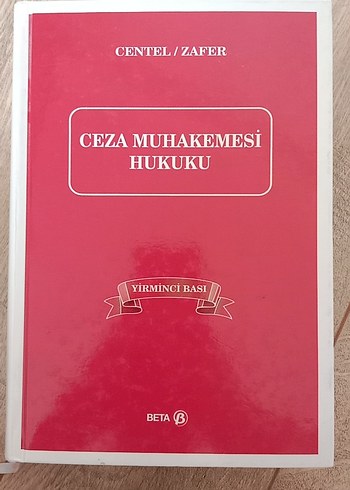 CENTEL / ZAFER
CEZA MUHAKEMESİ
HUKUKU
YİRMİNCİ BASI
BETA β